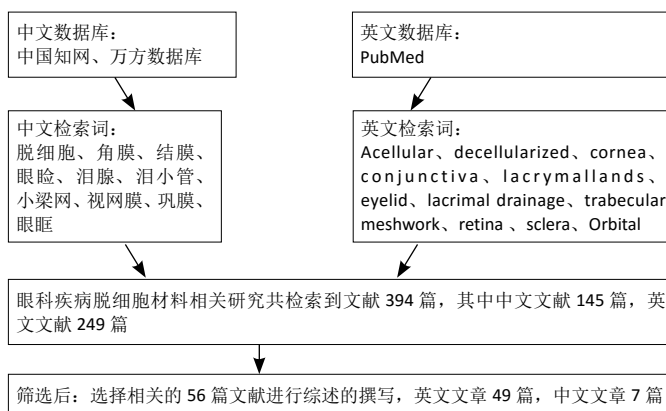 中文数据库：
中国知网、万方数据库
英文数据库：
PubMed
中文检索词：
脱细胞、角膜、结膜、
眼睑、泪腺、泪小管、
小梁网、视网膜、巩膜、
眼眶
英文检索词：
Acellular、decellularized、cornea、
conjunctiva、lacrymallands、
eyelid、lacrimal drainage、trabecular
meshwork、retina 、sclera、Orbital
眼科疾病脱细胞材料相关研究共检索到文献 394 篇，其中中文文献 145 篇，英
文文献 249 篇
筛选后：选择相关的 56 篇文献进行综述的撰写，英文文章 49 篇，中文文章 7 篇